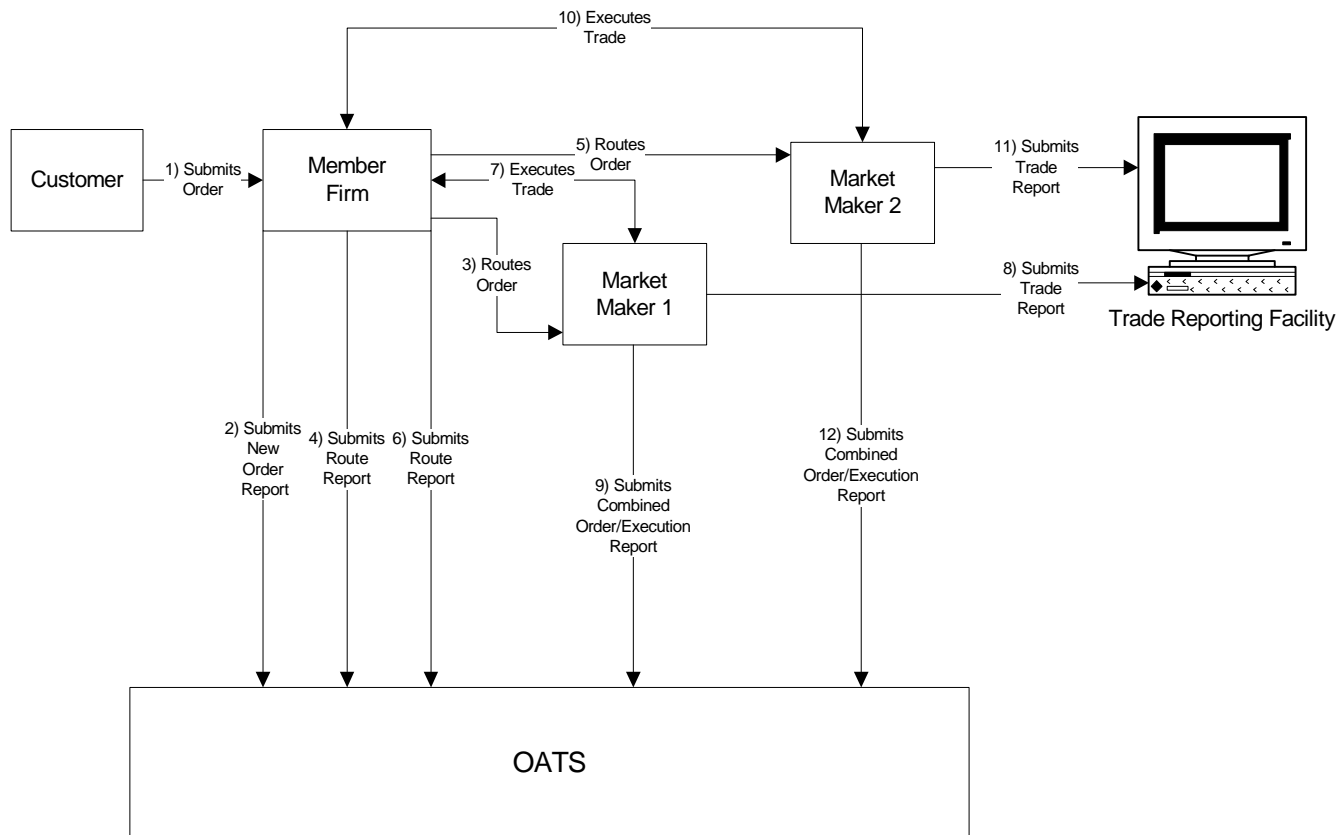 10) Executes
Trade
Customer
1) Submits
Order
Member
Firm
5) Routes
Order
7) Executes
Trade
3) Routes
Order
Market
Maker 2
Market
Maker 1
11) Submits
Trade
Report
8) Submits
Trade
Report
Trade Reporting Facility
2) Submits
New
Order
Report
4) Submits
Route
Report
6) Submits
Route
Report
9) Submits
Combined
Order/Execution
Report
12) Submits
Combined
Order/Execution
Report
OATS